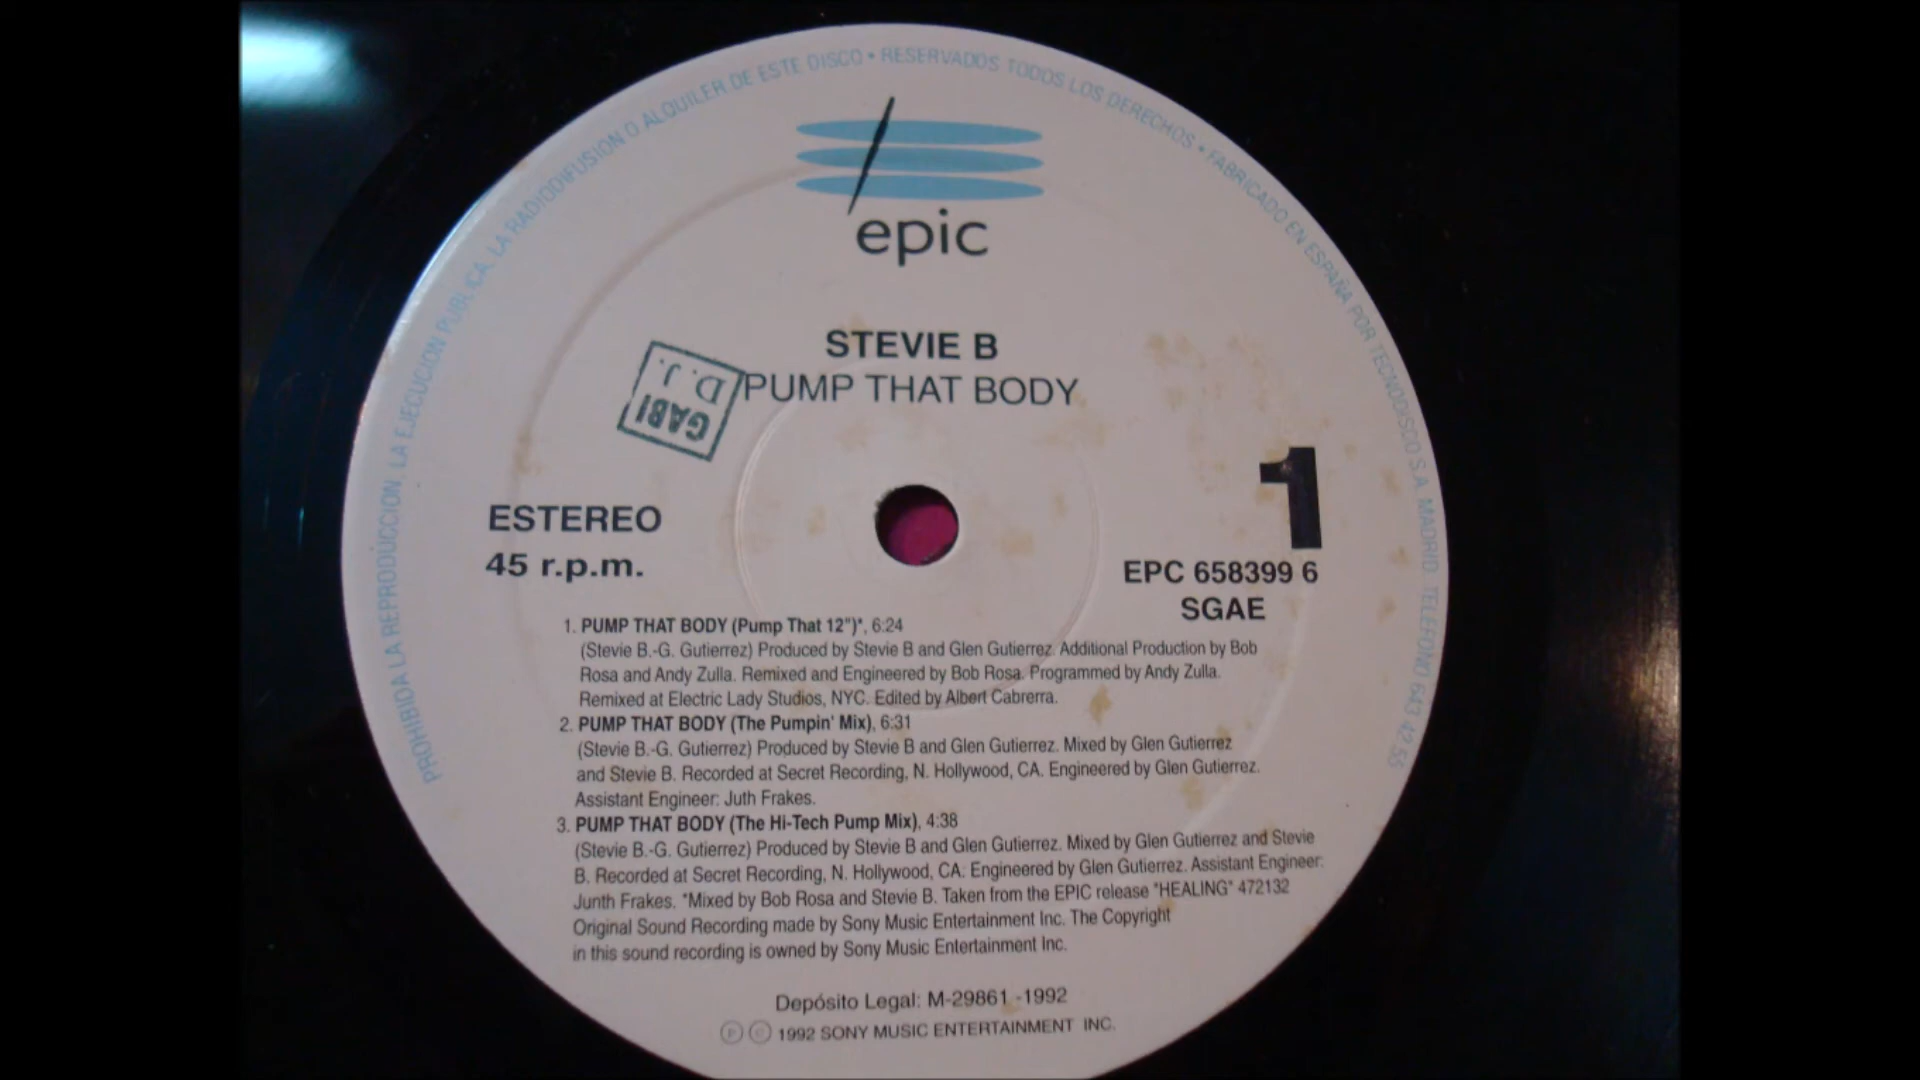 PROHIBIDA LA REPRODUCCION. LA EJECUCION PUBLICA. LA RADIODIFUSION O ALQUILER DE ESTE DISCO • RESERVADOS TODOS LOS DERECHOS • FABRICADO EN ESPAÑA POR TECNODISCO S.A. MADRID TELEFONO 643 42 55
epic
STEVIE B
PUMP THAT BODY
GABI
D.J.
1
ESTEREO
45 r.p.m.
EPC 658399 6
SGAE
1. PUMP THAT BODY (Pump That 12")*, 6:24
(Stevie B.-G. Gutierrez) Produced by Stevie B and Glen Gutierrez. Additional Production by Bob
Rosa and Andy Zulla. Remixed and Engineered by Bob Rosa. Programmed by Andy Zulla.
Remixed at Electric Lady Studios, NYC. Edited by Albert Cabrerra.
2. PUMP THAT BODY (The Pumpin' Mix), 6:31
(Stevie B.-G. Gutierrez) Produced by Stevie B and Glen Gutierrez. Mixed by Glen Gutierrez
and Stevie B. Recorded at Secret Recording, N. Hollywood, CA. Engineered by Glen Gutierrez.
Assistant Engineer: Juth Frakes.
3. PUMP THAT BODY (The Hi-Tech Pump Mix), 4:38
(Stevie B.-G. Gutierrez) Produced by Stevie B and Glen Gutierrez. Mixed by Glen Gutierrez and Stevie
B. Recorded at Secret Recording, N. Hollywood, CA. Engineered by Glen Gutierrez. Assistant Engineer:
Junth Frakes. *Mixed by Bob Rosa and Stevie B. Taken from the EPIC release "HEALING" 472132
Original Sound Recording made by Sony Music Entertainment Inc. The Copyright
in this sound recording is owned by Sony Music Entertainment Inc.
Depósito Legal: M-29861 -1992
Ⓟ Ⓒ 1992 SONY MUSIC ENTERTAINMENT INC.